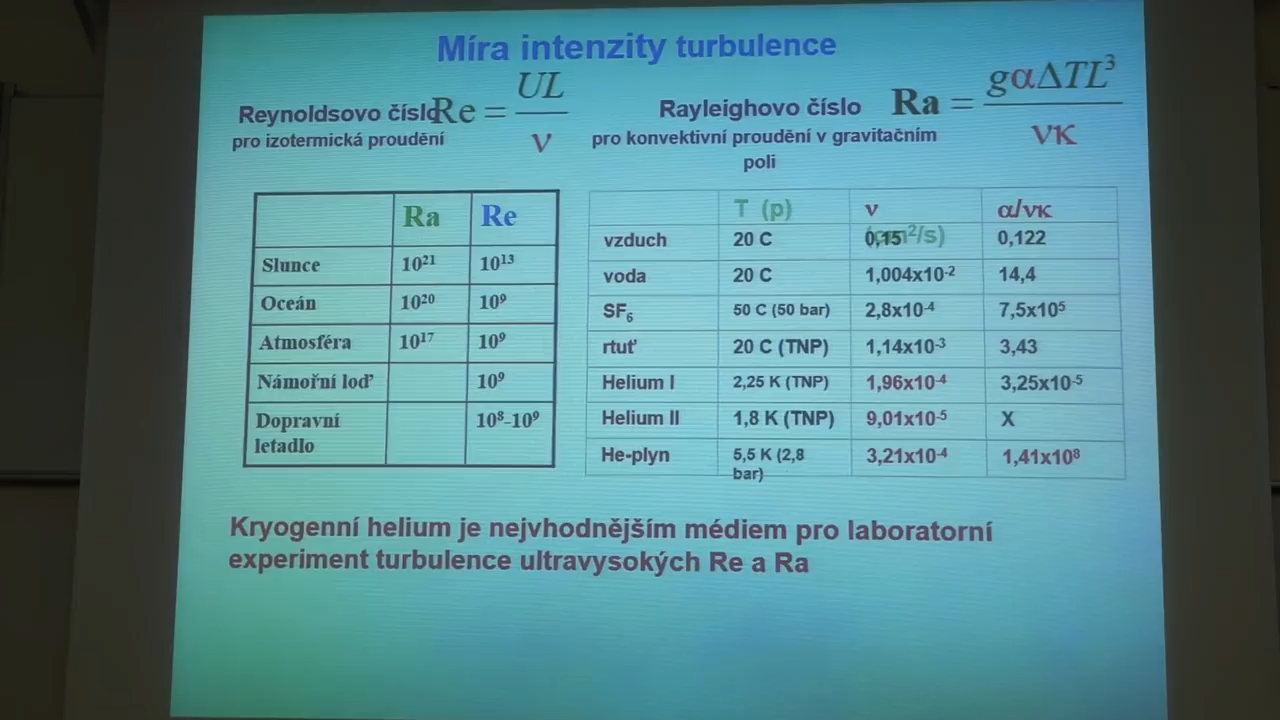 Míra intenzity turbulence
Reynoldsovo číslo Re = UL / ν
pro izotermická proudění
Rayleighovo číslo Ra = gαΔTL³ / νκ
pro konvektivní proudění v gravitačním
poli
Ra Re
Slunce 10²¹ 10¹³
Oceán 10²⁰ 10⁹
Atmosféra 10¹⁷ 10⁹
Námořní loď 10⁹
Dopravní 10⁸-10⁹
letadlo
T (p) ν α/νκ
vzduch 20 C 0,15 0,122
voda 20 C 1,004x10⁻² 14,4
SF₆ 50 C (50 bar) 2,8x10⁻⁴ 7,5x10⁵
rtuť 20 C (TNP) 1,14x10⁻³ 3,43
Helium I 2,25 K (TNP) 1,96x10⁻⁴ 3,25x10⁻⁵
Helium II 1,8 K (TNP) 9,01x10⁻⁵ X
He-plyn 5,5 K (2,8 3,21x10⁻⁴ 1,41x10⁸
bar)
Kryogenní helium je nejvhodnějším médiem pro laboratorní
experiment turbulence ultravysokých Re a Ra